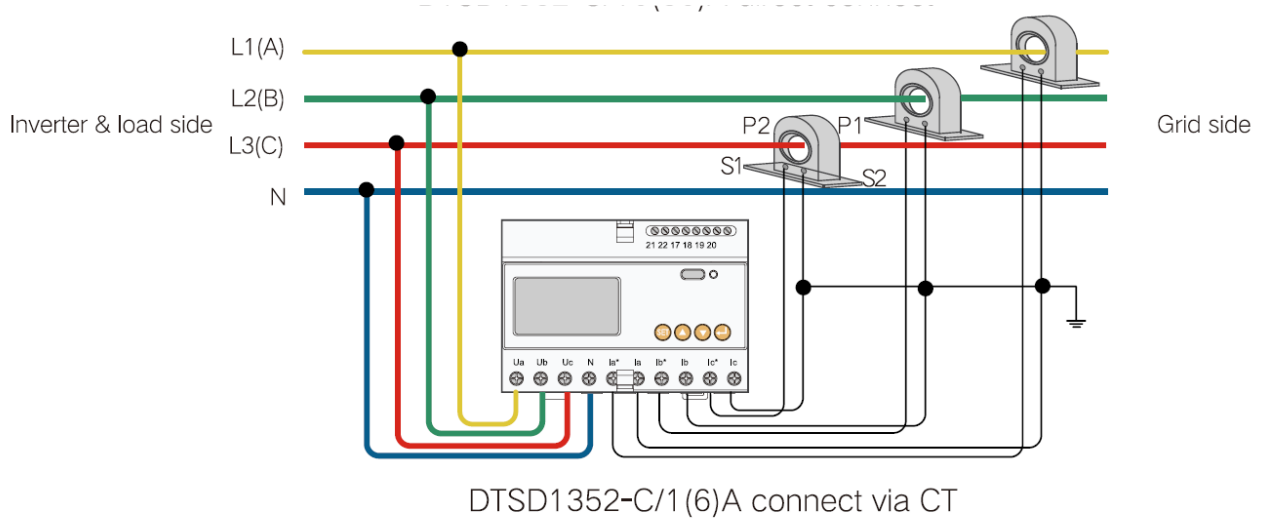 L1(A)
L2(B)
Inverter & load side
L3(C)
N
P2
P1
S1
S2
Grid side
21 22 17 18 19 20
Ua Ub Uc N Ia* Ia Ib* Ib Ic* Ic
DTSD1352-C/1(6)A connect via CT